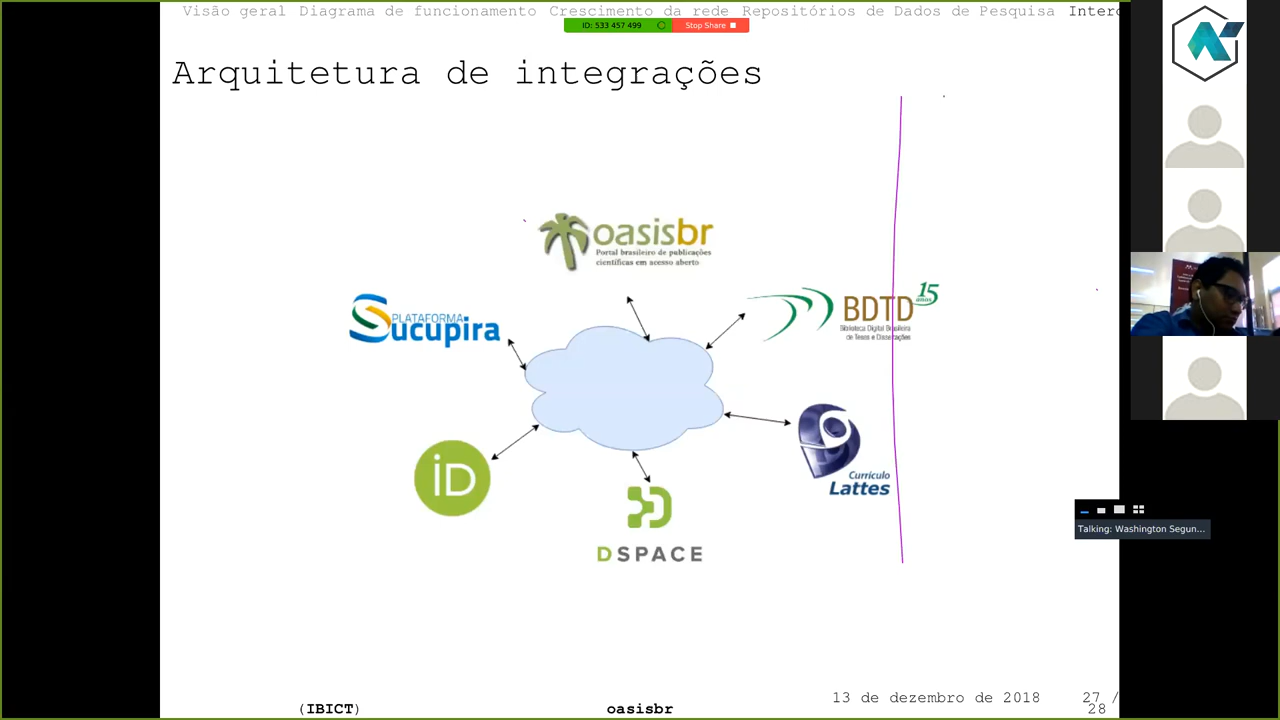 Visão geral Diagrama de funcionamento Crescimento da rede Repositórios de Dados de Pesquisa
ID: 533 457 499 Stop Share
Arquitetura de integrações
oasisbr
Portal brasileiro de publicações
científicas em acesso aberto
PLATAFORMA
Sucupira
BDTD 15
anos
Biblioteca Digital Brasileira
de Teses e Dissertações
Currículo
Lattes
iD
DSPACE
Talking: Washington Segun...
13 de dezembro de 2018 27 /
28
(IBICT) oasisbr